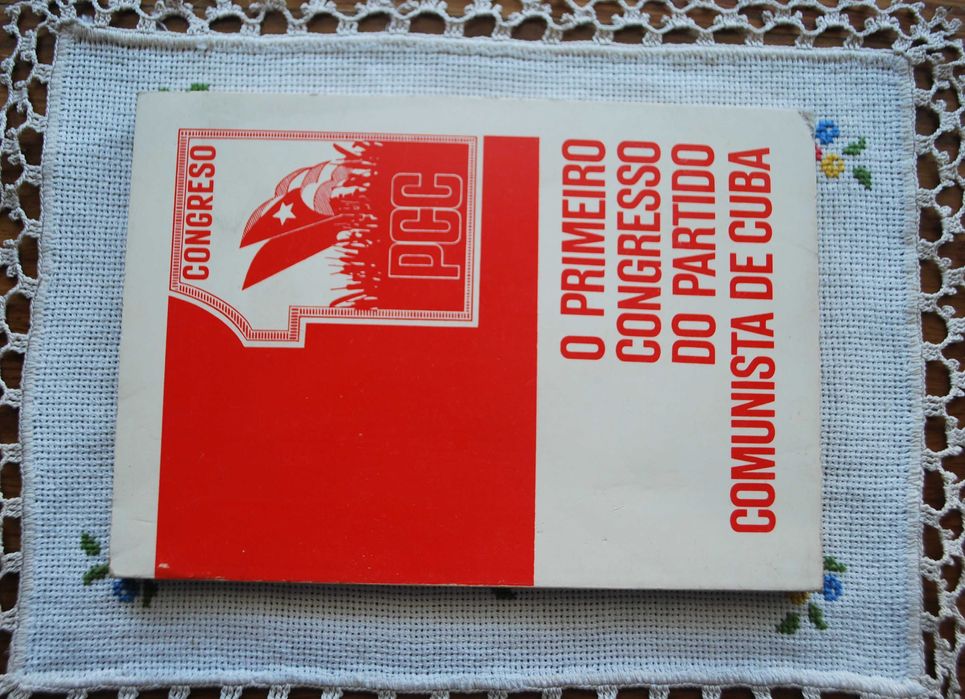 CONGRESO
PCC
O PRIMEIRO
CONGRESSO
DO PARTIDO
COMUNISTA DE CUBA